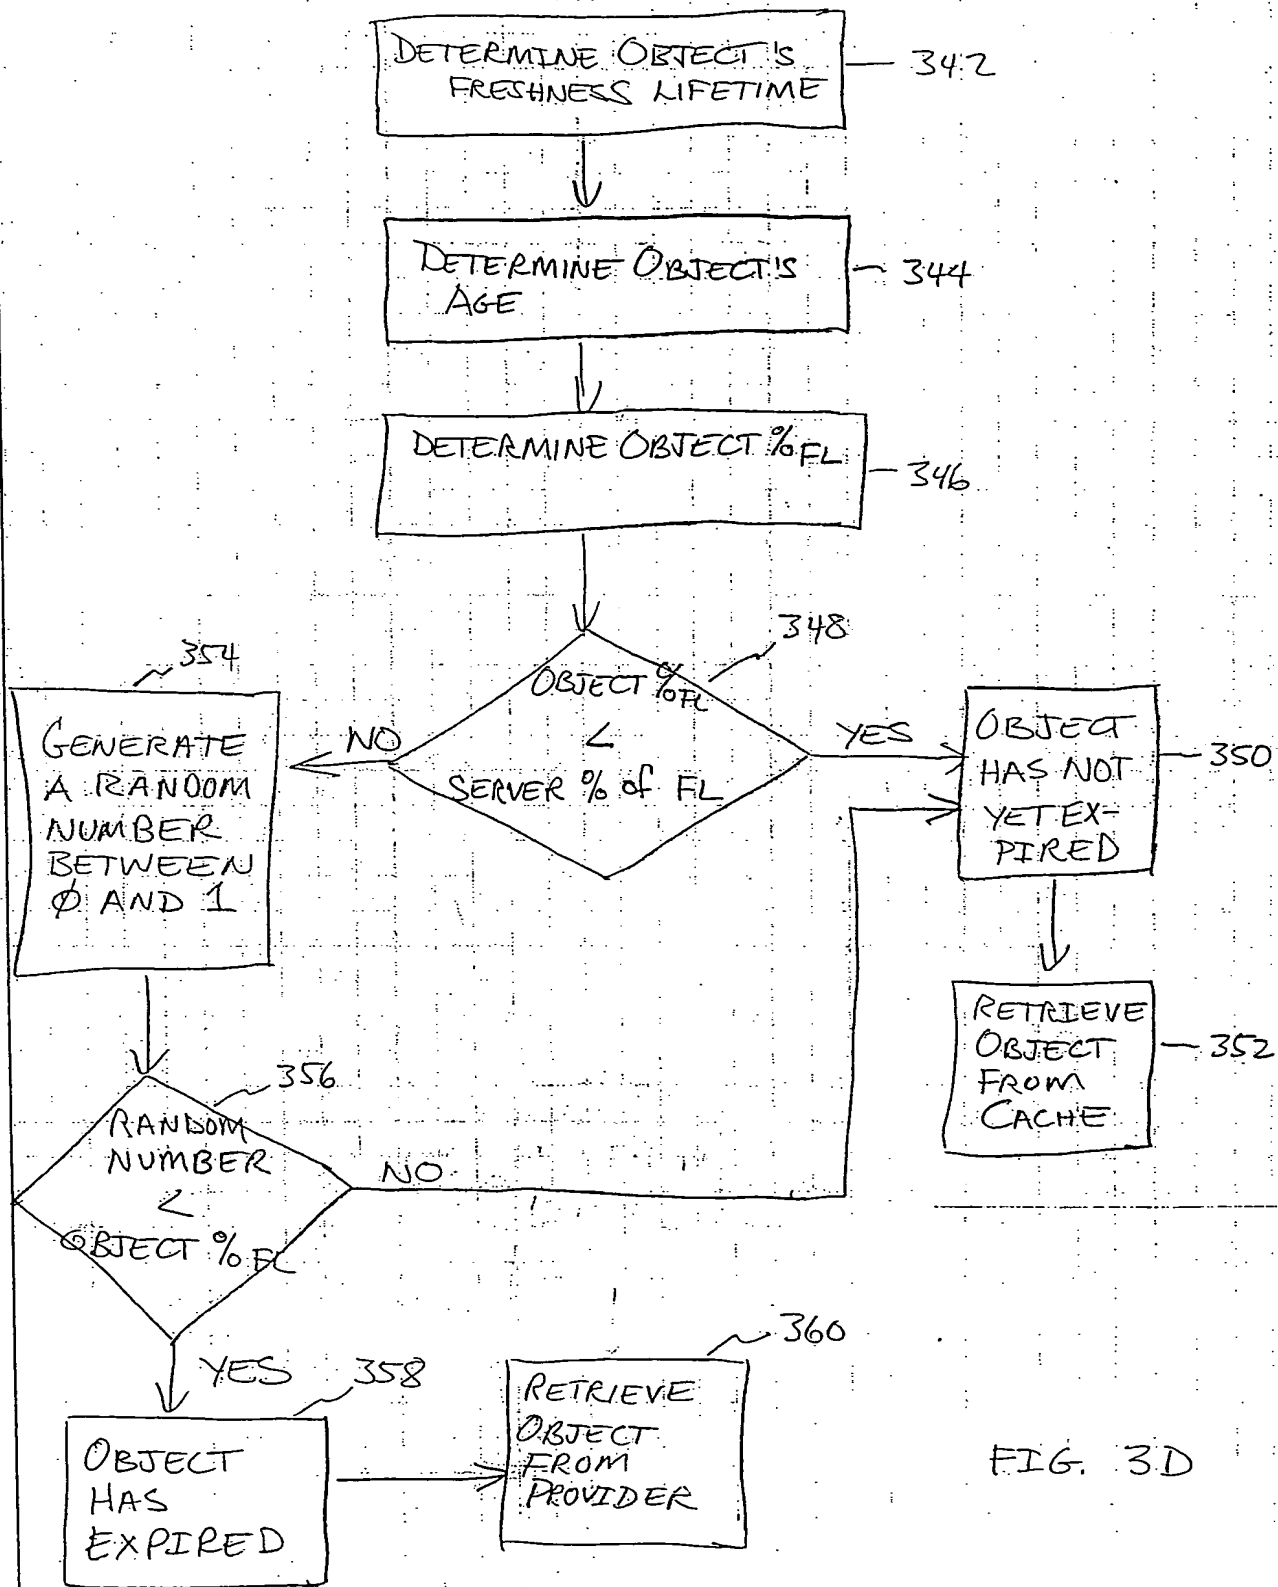 DETERMINE OBJECT'S
FRESHNESS LIFETIME
342
DETERMINE OBJECT'S
AGE
344
DETERMINE OBJECT %FL
346
348
OBJECT %FL
<
SERVER % of FL
NO
YES
354
GENERATE
A RANDOM
NUMBER
BETWEEN
Ø AND 1
OBJECT
HAS NOT
YET EX-
PIRED
350
RETRIEVE
OBJECT
FROM
CACHE
352
356
RANDOM
NUMBER
<
OBJECT %FL
NO
YES
358
OBJECT
HAS
EXPIRED
360
RETRIEVE
OBJECT
FROM
PROVIDER
FIG. 3D